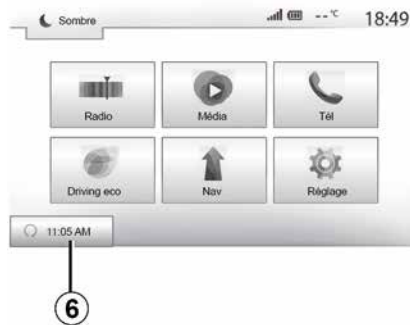 Sombre --°C 18:49
Radio Média Tél
Driving eco Nav Réglage
11:05 AM
6